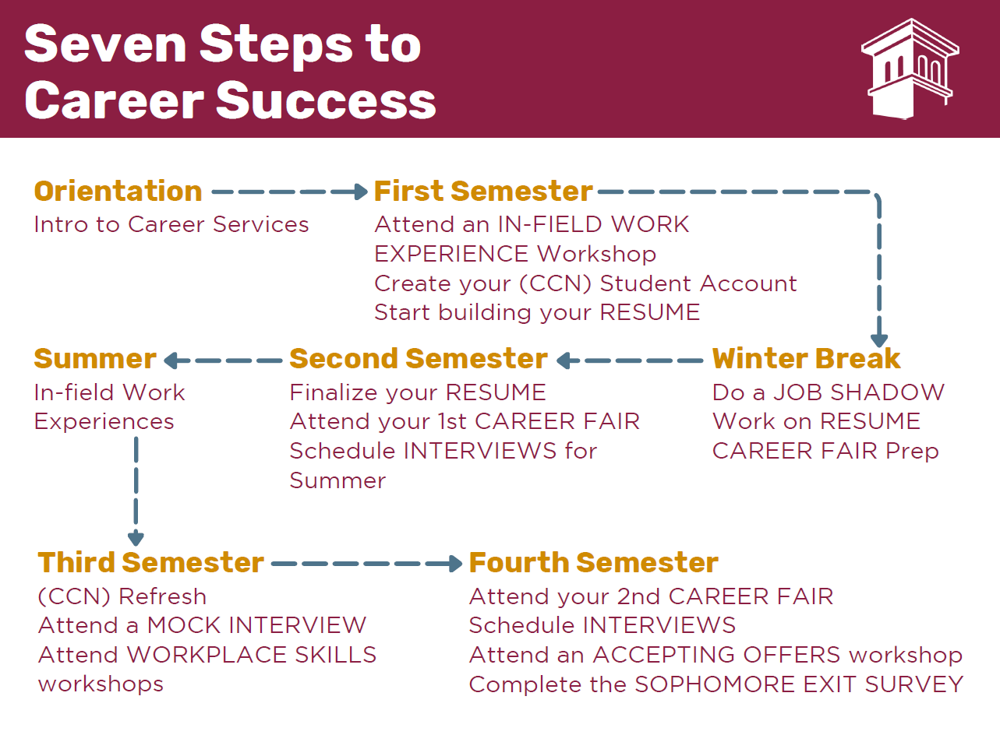 Seven Steps to
Career Success
Orientation
Intro to Career Services
First Semester
Attend an IN-FIELD WORK
EXPERIENCE Workshop
Create your (CCN) Student Account
Start building your RESUME
Winter Break
Do a JOB SHADOW
Work on RESUME
CAREER FAIR Prep
Second Semester
Finalize your RESUME
Attend your 1st CAREER FAIR
Schedule INTERVIEWS for
Summer
Summer
In-field Work
Experiences
Third Semester
(CCN) Refresh
Attend a MOCK INTERVIEW
Attend WORKPLACE SKILLS
workshops
Fourth Semester
Attend your 2nd CAREER FAIR
Schedule INTERVIEWS
Attend an ACCEPTING OFFERS workshop
Complete the SOPHOMORE EXIT SURVEY